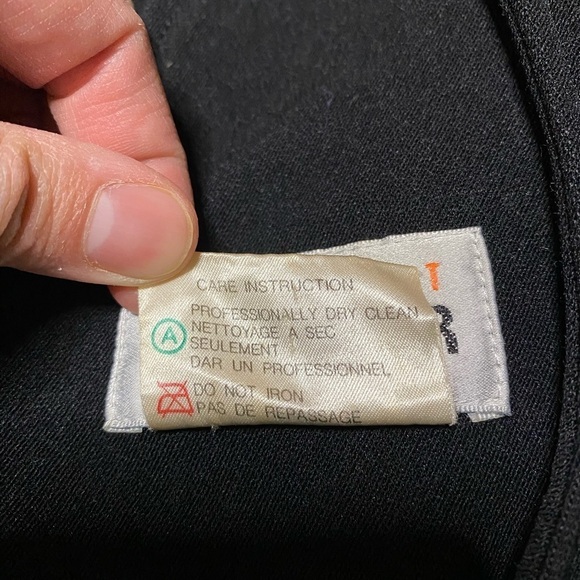 CARE INSTRUCTION
PROFESSIONALLY DRY CLEAN
A NETTOYAGE A SEC
SEULEMENT
DAR UN PROFESSIONNEL
DO NOT IRON
PAS DE REPASSAGE
T
R